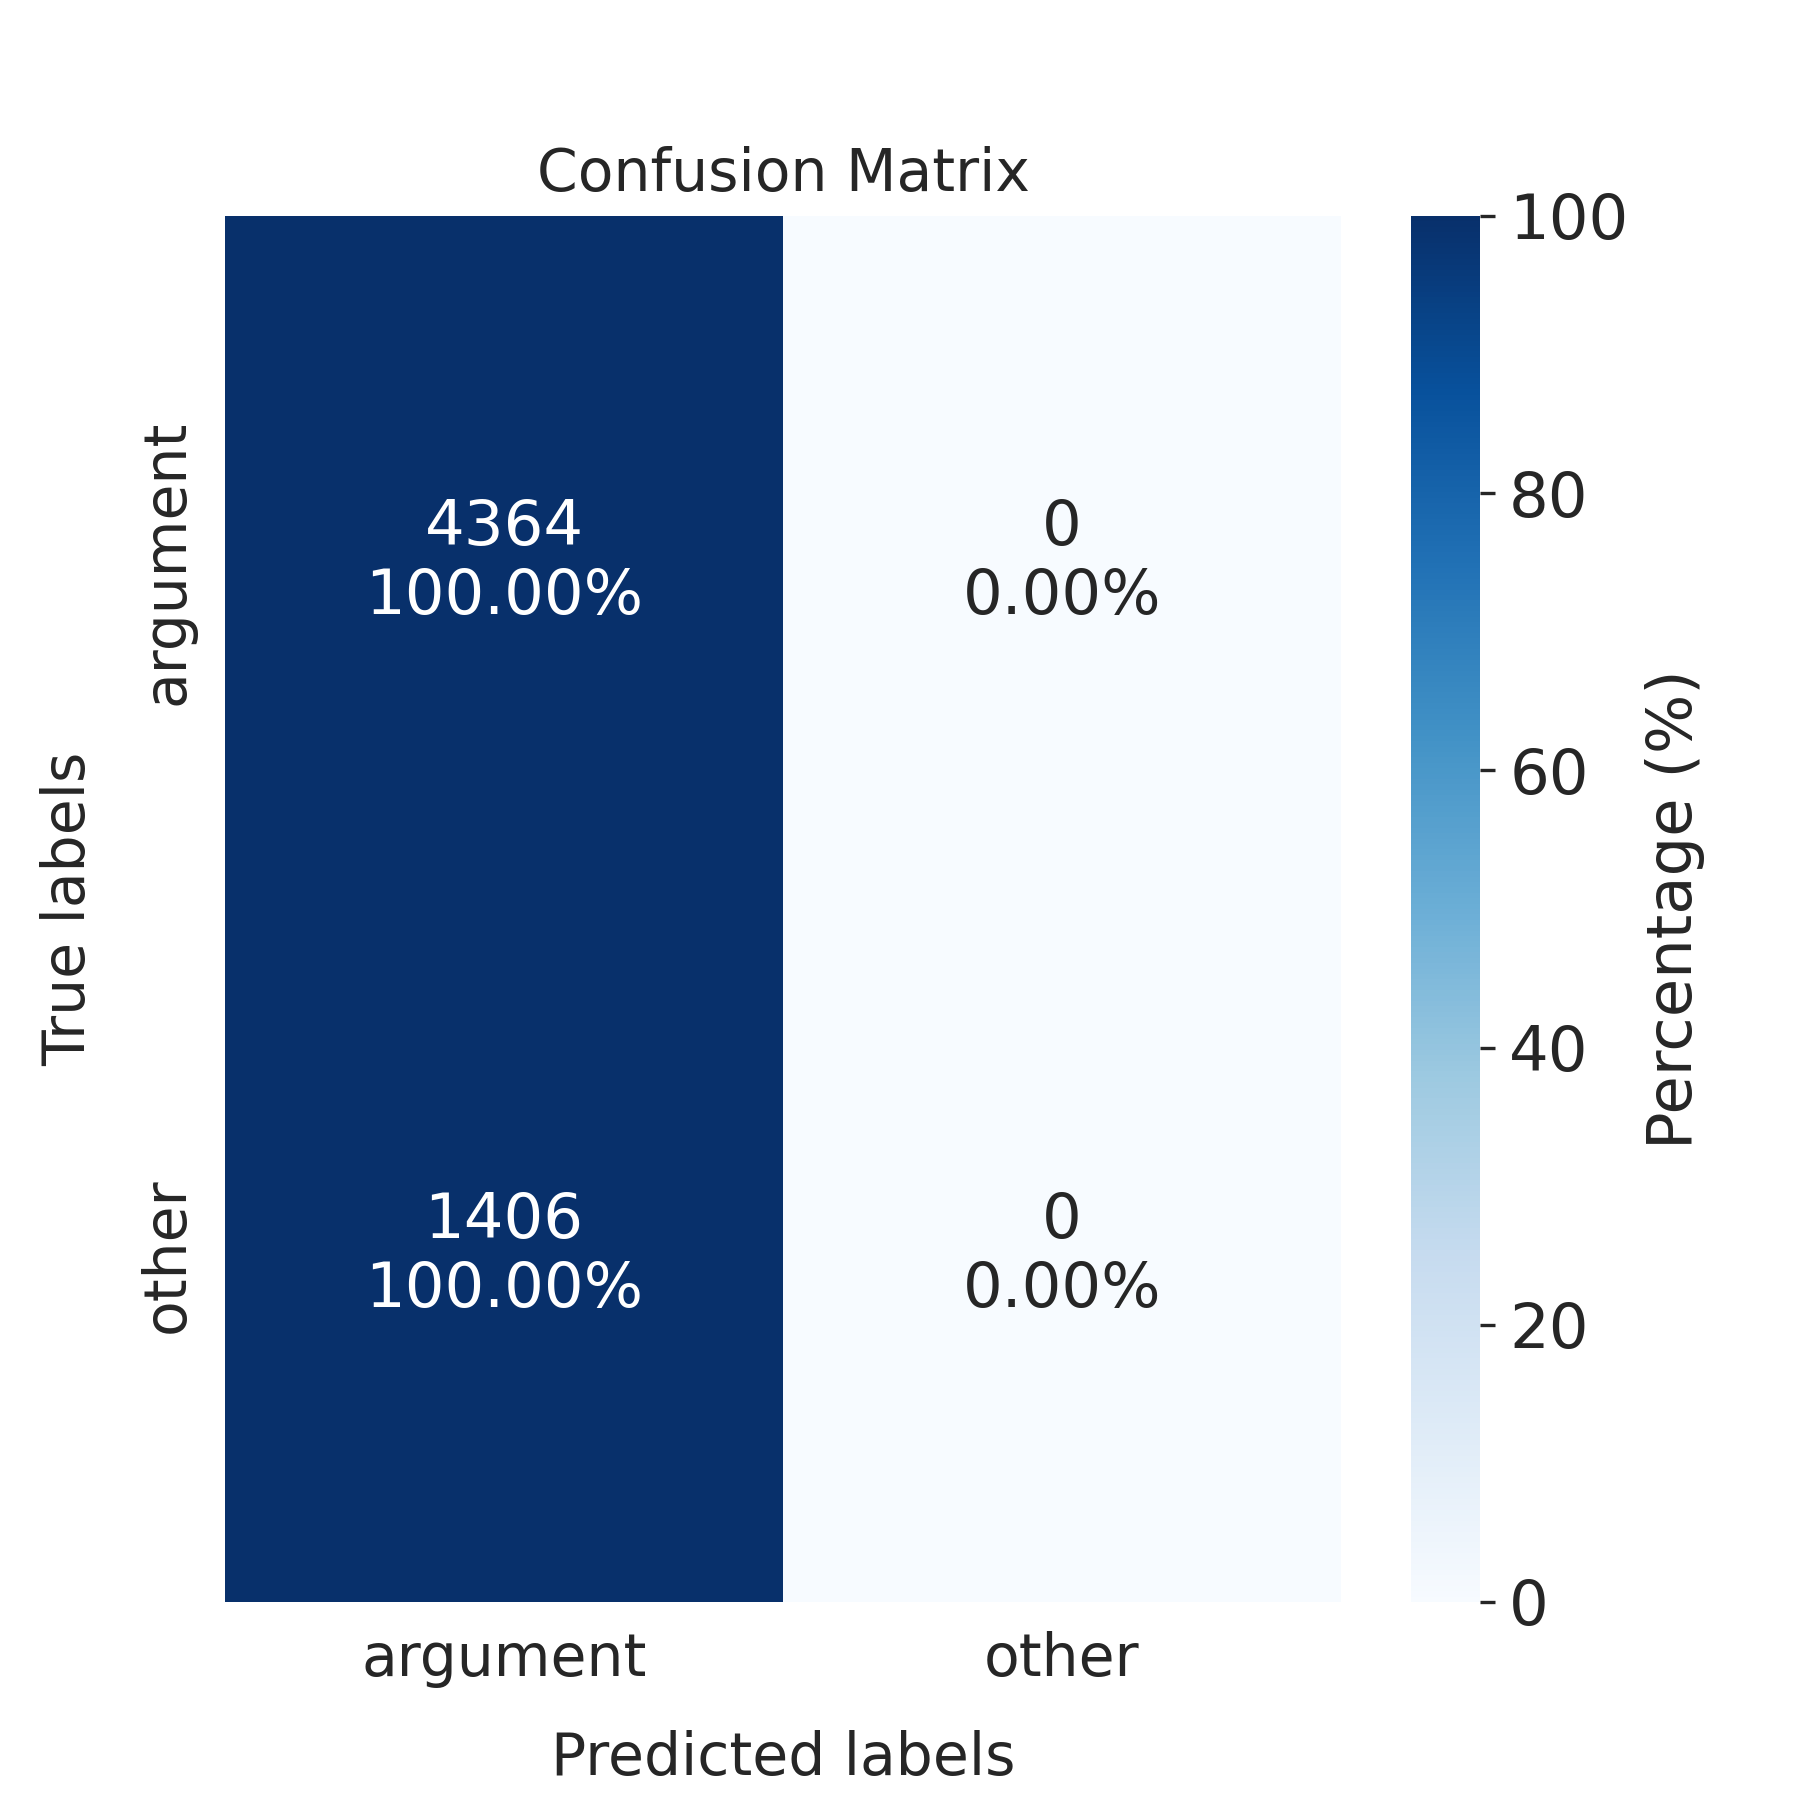 Confusion Matrix
True labels
argument
other
4364
100.00%
0
0.00%
1406
100.00%
0
0.00%
argument
other
Predicted labels
100
80
60
40
20
0
Percentage (%)